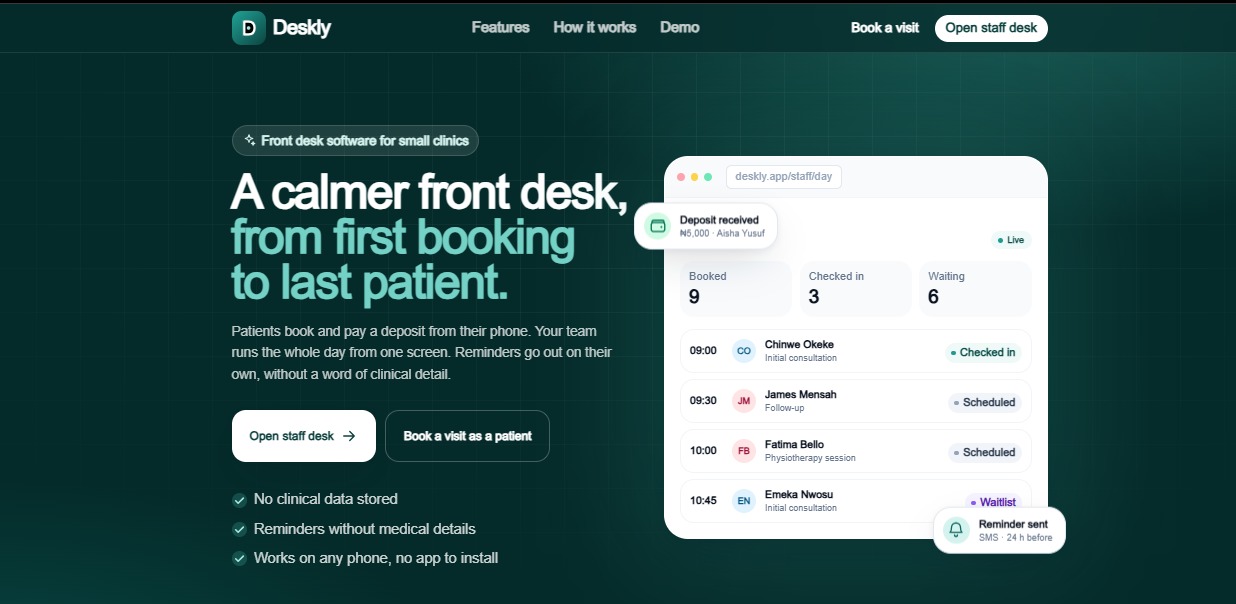 D Deskly
Features
How it works
Demo
Book a visit
Open staff desk
Front desk software for small clinics
A calmer front desk,
from first booking
to last patient.
Patients book and pay a deposit from their phone. Your team
runs the whole day from one screen. Reminders go out on their
own, without a word of clinical detail.
Open staff desk →
Book a visit as a patient
No clinical data stored
Reminders without medical details
Works on any phone, no app to install
deskly.app/staff/day
Deposit received
₦5,000 · Aisha Yusuf
Live
Booked
9
Checked in
3
Waiting
6
09:00
CO
Chinwe Okeke
Initial consultation
Checked in
09:30
JM
James Mensah
Follow-up
Scheduled
10:00
FB
Fatima Bello
Physiotherapy session
Scheduled
10:45
EN
Emeka Nwosu
Initial consultation
Waitlist
Reminder sent
SMS · 24 h before